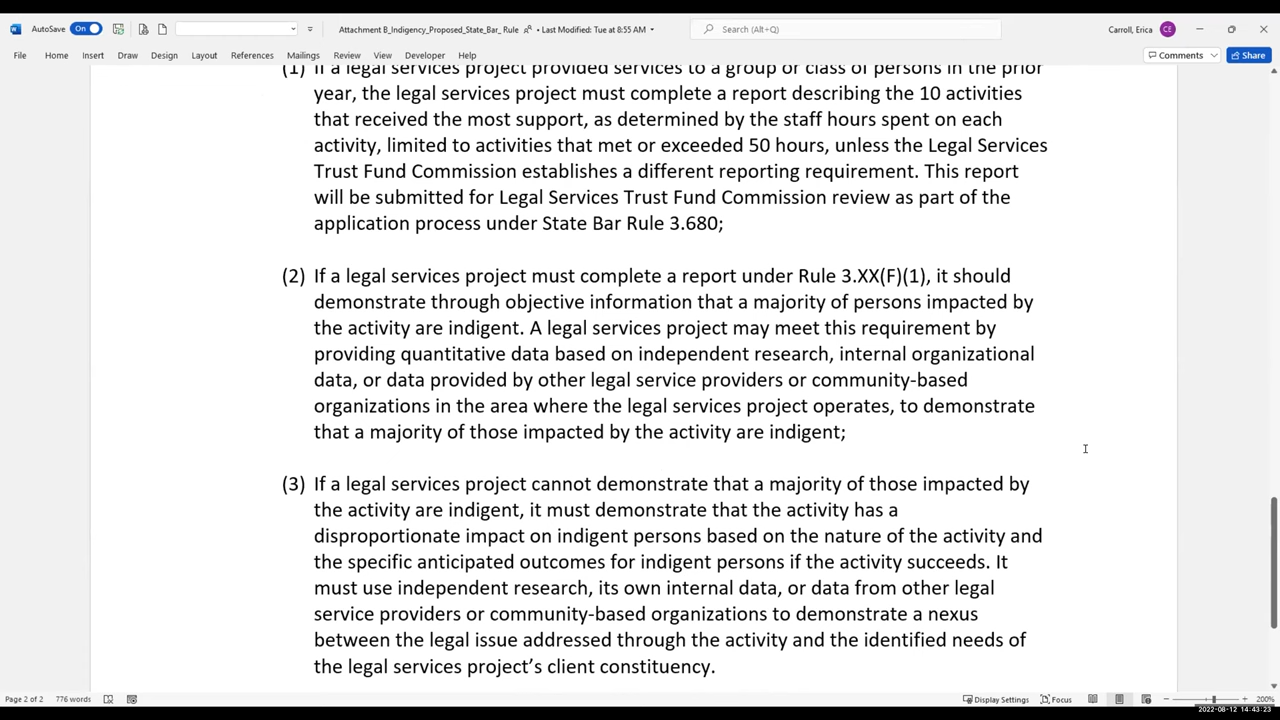 AutoSave On Attachment B_Indigency_Proposed_State_Bar_ Rule • Last Modified: Tue at 8:55 AM Search (Alt+Q) Carroll, Erica CE
File Home Insert Draw Design Layout References Mailings Review View Developer Help Comments Share
(1) If a legal services project provided services to a group or class of persons in the prior
year, the legal services project must complete a report describing the 10 activities
that received the most support, as determined by the staff hours spent on each
activity, limited to activities that met or exceeded 50 hours, unless the Legal Services
Trust Fund Commission establishes a different reporting requirement. This report
will be submitted for Legal Services Trust Fund Commission review as part of the
application process under State Bar Rule 3.680;
(2) If a legal services project must complete a report under Rule 3.XX(F)(1), it should
demonstrate through objective information that a majority of persons impacted by
the activity are indigent. A legal services project may meet this requirement by
providing quantitative data based on independent research, internal organizational
data, or data provided by other legal service providers or community-based
organizations in the area where the legal services project operates, to demonstrate
that a majority of those impacted by the activity are indigent;
(3) If a legal services project cannot demonstrate that a majority of those impacted by
the activity are indigent, it must demonstrate that the activity has a
disproportionate impact on indigent persons based on the nature of the activity and
the specific anticipated outcomes for indigent persons if the activity succeeds. It
must use independent research, its own internal data, or data from other legal
service providers or community-based organizations to demonstrate a nexus
between the legal issue addressed through the activity and the identified needs of
the legal services project's client constituency.
Page 2 of 2 776 words Display Settings Focus 200%
2022-08-12 14:43:23